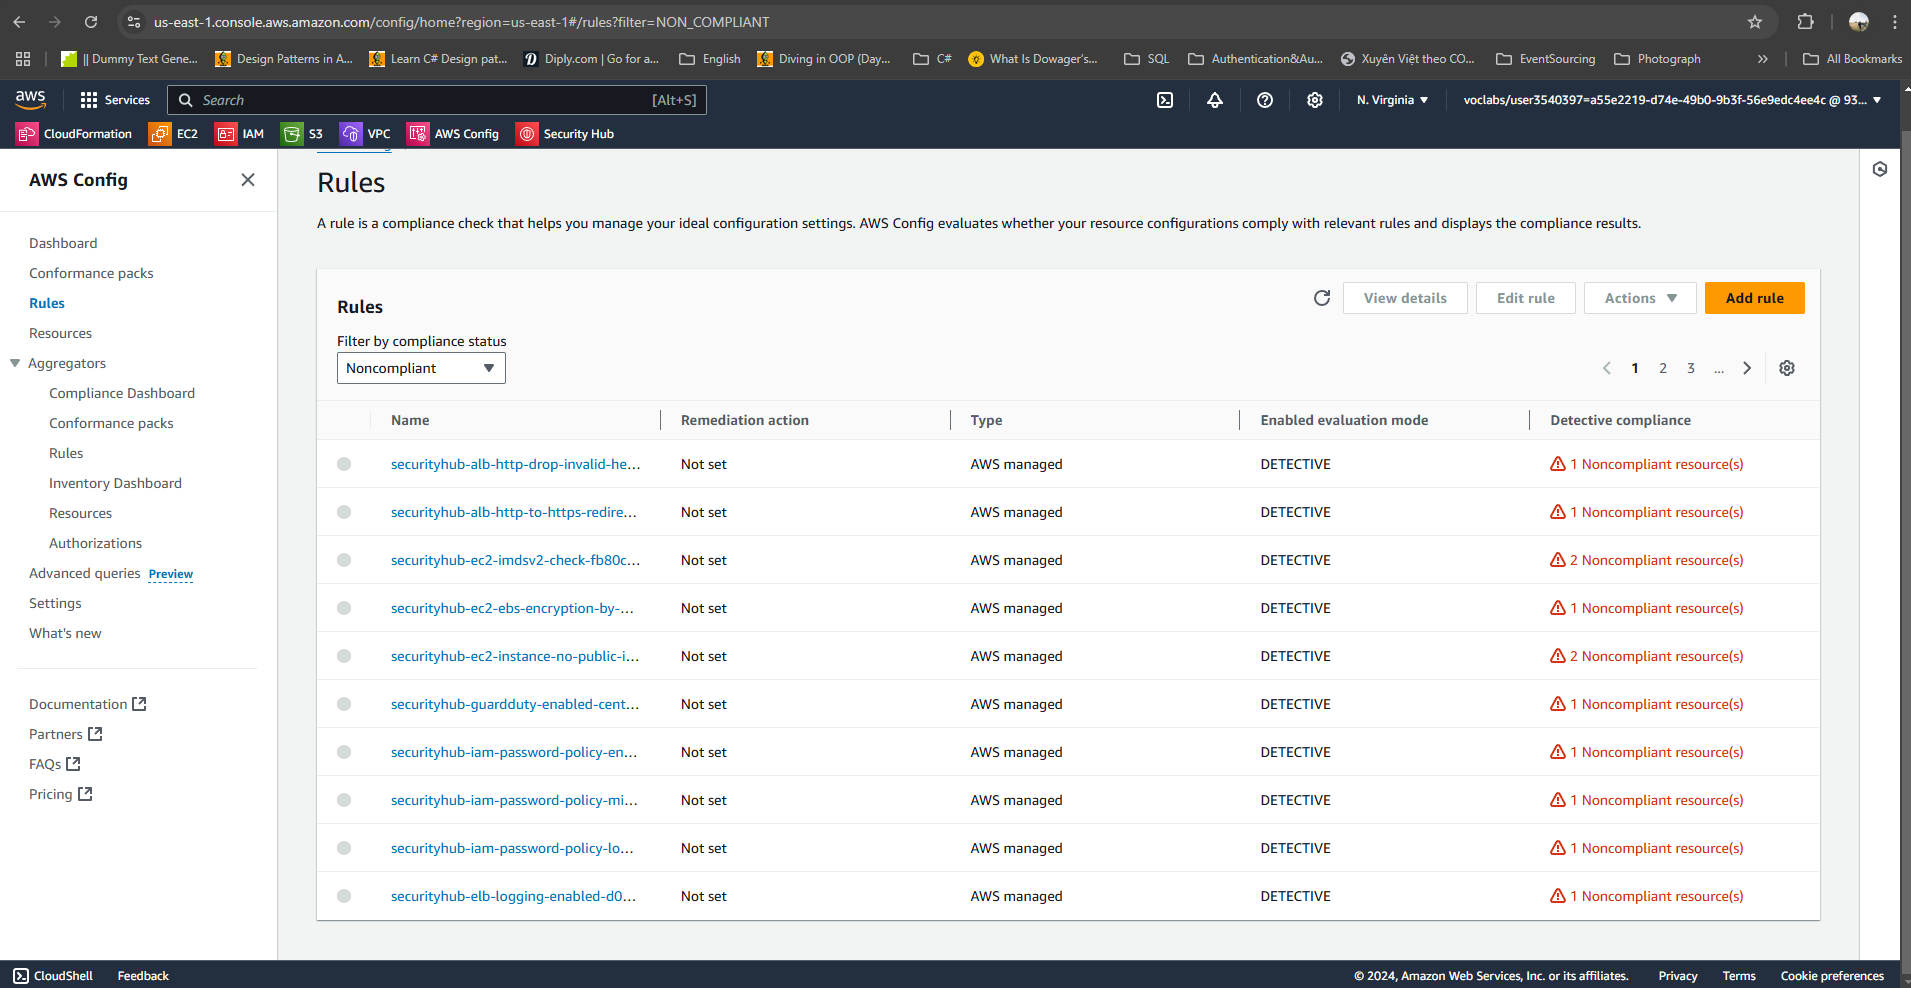 us-east-1.console.aws.amazon.com/config/home?region=us-east-1#/rules?filter=NON_COMPLIANT
|| Dummy Text Gene... Design Patterns in A... Learn C# Design pat... Diply.com | Go for a... English Diving in OOP (Day... C# What Is Dowager's... SQL Authentication&Au... Xuyên Việt theo CO... EventSourcing Photograph » All Bookmarks
aws Services Search [Alt+S] N. Virginia ▼ voclabs/user3540397=a55e2219-d74e-49b0-9b3f-56e9edc4ee4c @ 93... ▼
CloudFormation EC2 IAM S3 VPC AWS Config Security Hub
AWS Config
Dashboard
Conformance packs
Rules
Resources
Aggregators
Compliance Dashboard
Conformance packs
Rules
Inventory Dashboard
Resources
Authorizations
Advanced queries Preview
Settings
What's new
Documentation
Partners
FAQs
Pricing
Rules
A rule is a compliance check that helps you manage your ideal configuration settings. AWS Config evaluates whether your resource configurations comply with relevant rules and displays the compliance results.
Rules View details Edit rule Actions ▼ Add rule
Filter by compliance status
Noncompliant ▼ 1 2 3 ...
Name Remediation action Type Enabled evaluation mode Detective compliance
securityhub-alb-http-drop-invalid-he... Not set AWS managed DETECTIVE 1 Noncompliant resource(s)
securityhub-alb-http-to-https-redire... Not set AWS managed DETECTIVE 1 Noncompliant resource(s)
securityhub-ec2-imdsv2-check-fb80c... Not set AWS managed DETECTIVE 2 Noncompliant resource(s)
securityhub-ec2-ebs-encryption-by-... Not set AWS managed DETECTIVE 1 Noncompliant resource(s)
securityhub-ec2-instance-no-public-i... Not set AWS managed DETECTIVE 2 Noncompliant resource(s)
securityhub-guardduty-enabled-cent... Not set AWS managed DETECTIVE 1 Noncompliant resource(s)
securityhub-iam-password-policy-en... Not set AWS managed DETECTIVE 1 Noncompliant resource(s)
securityhub-iam-password-policy-mi... Not set AWS managed DETECTIVE 1 Noncompliant resource(s)
securityhub-iam-password-policy-lo... Not set AWS managed DETECTIVE 1 Noncompliant resource(s)
securityhub-elb-logging-enabled-d0... Not set AWS managed DETECTIVE 1 Noncompliant resource(s)
CloudShell Feedback © 2024, Amazon Web Services, Inc. or its affiliates. Privacy Terms Cookie preferences